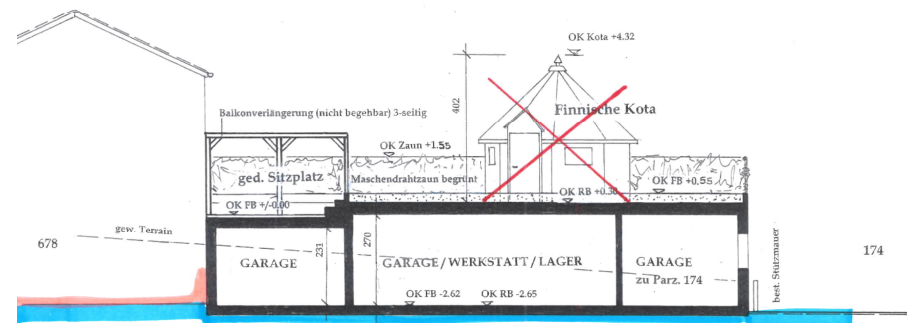 OK Kota +4.32
402
Finnische Kota
Balkonverlängerung (nicht begehbar) 3-seitig
OK Zaun +1.55
ged. Sitzplatz
Maschendrahtzaun begrünt
OK FB +0.55
OK RB +0.38
OK FB +/-0.00
gew. Terrain
678
231
270
GARAGE
GARAGE/WERKSTATT/LAGER
GARAGE
zu Parz. 174
best. Stützmauer
174
OK FB -2.62
OK RB -2.65